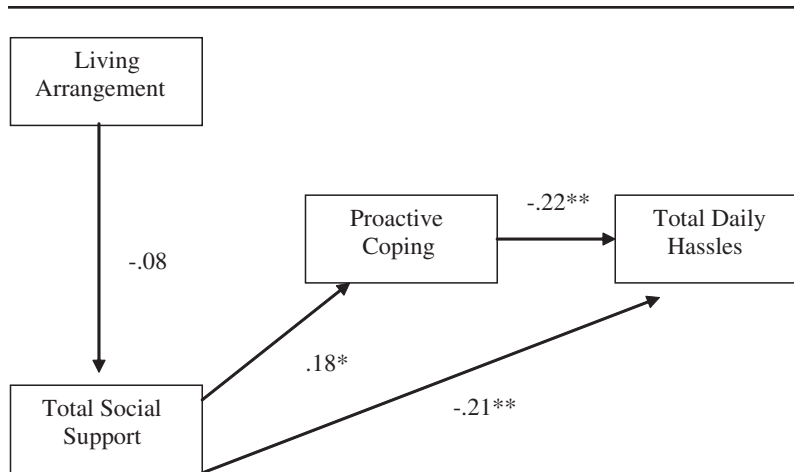 Living
Arrangement
-.08
Proactive
Coping
-.22**
Total Daily
Hassles
.18*
-.21**
Total Social
Support